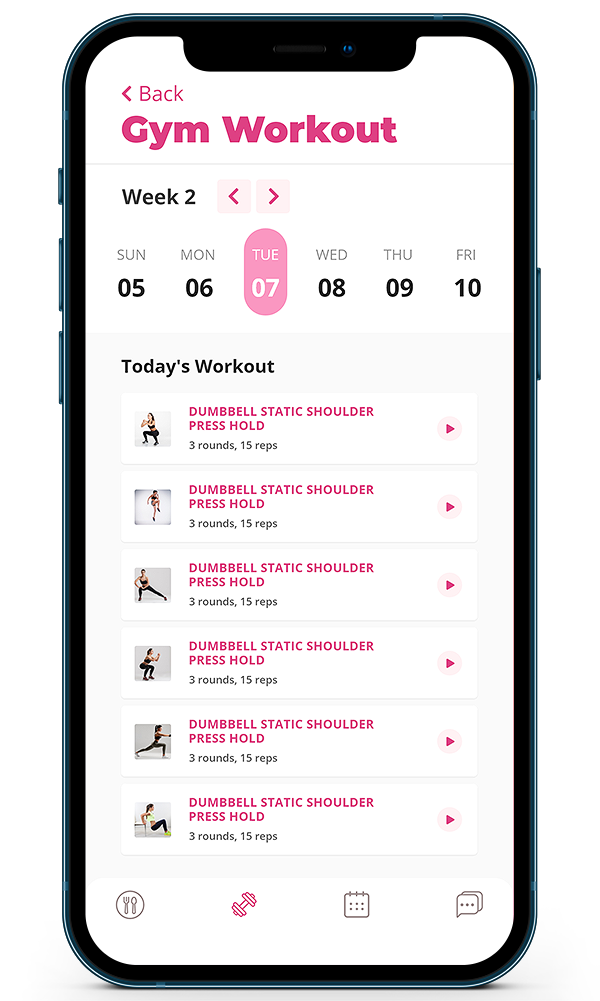 Back
Gym Workout
Week 2
SUN MON TUE WED THU FRI
05 06 07 08 09 10
Today's Workout
DUMBBELL STATIC SHOULDER
PRESS HOLD
3 rounds, 15 reps
DUMBBELL STATIC SHOULDER
PRESS HOLD
3 rounds, 15 reps
DUMBBELL STATIC SHOULDER
PRESS HOLD
3 rounds, 15 reps
DUMBBELL STATIC SHOULDER
PRESS HOLD
3 rounds, 15 reps
DUMBBELL STATIC SHOULDER
PRESS HOLD
3 rounds, 15 reps
DUMBBELL STATIC SHOULDER
PRESS HOLD
3 rounds, 15 reps